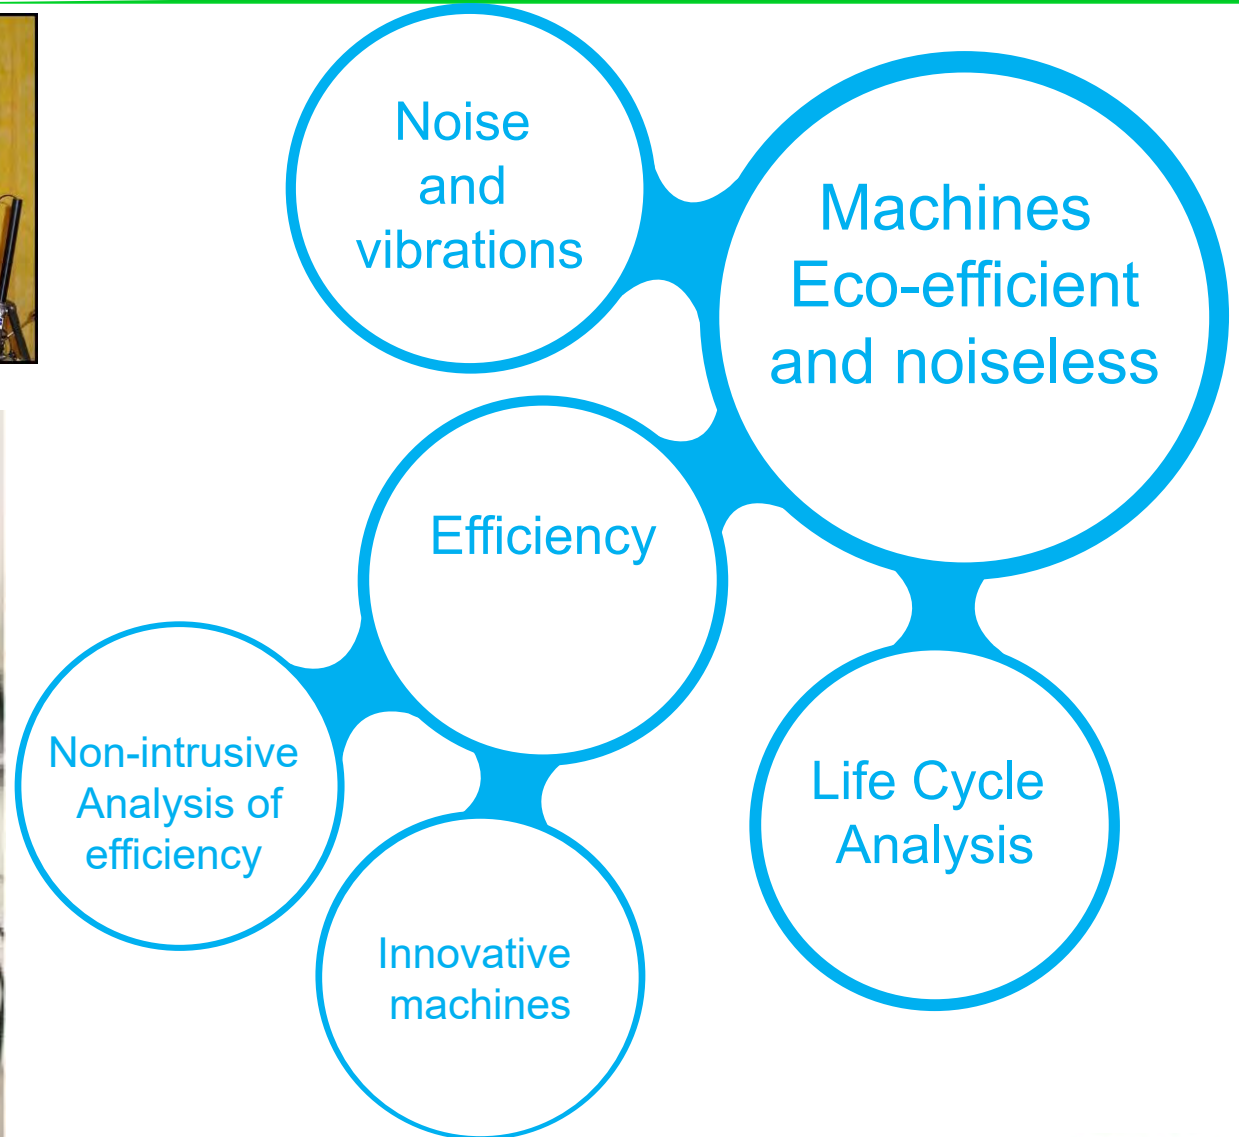 Noise
and
vibrations
Machines
Eco-efficient
and noiseless
Efficiency
Non-intrusive
Analysis of
efficiency
Life Cycle
Analysis
Innovative
machines